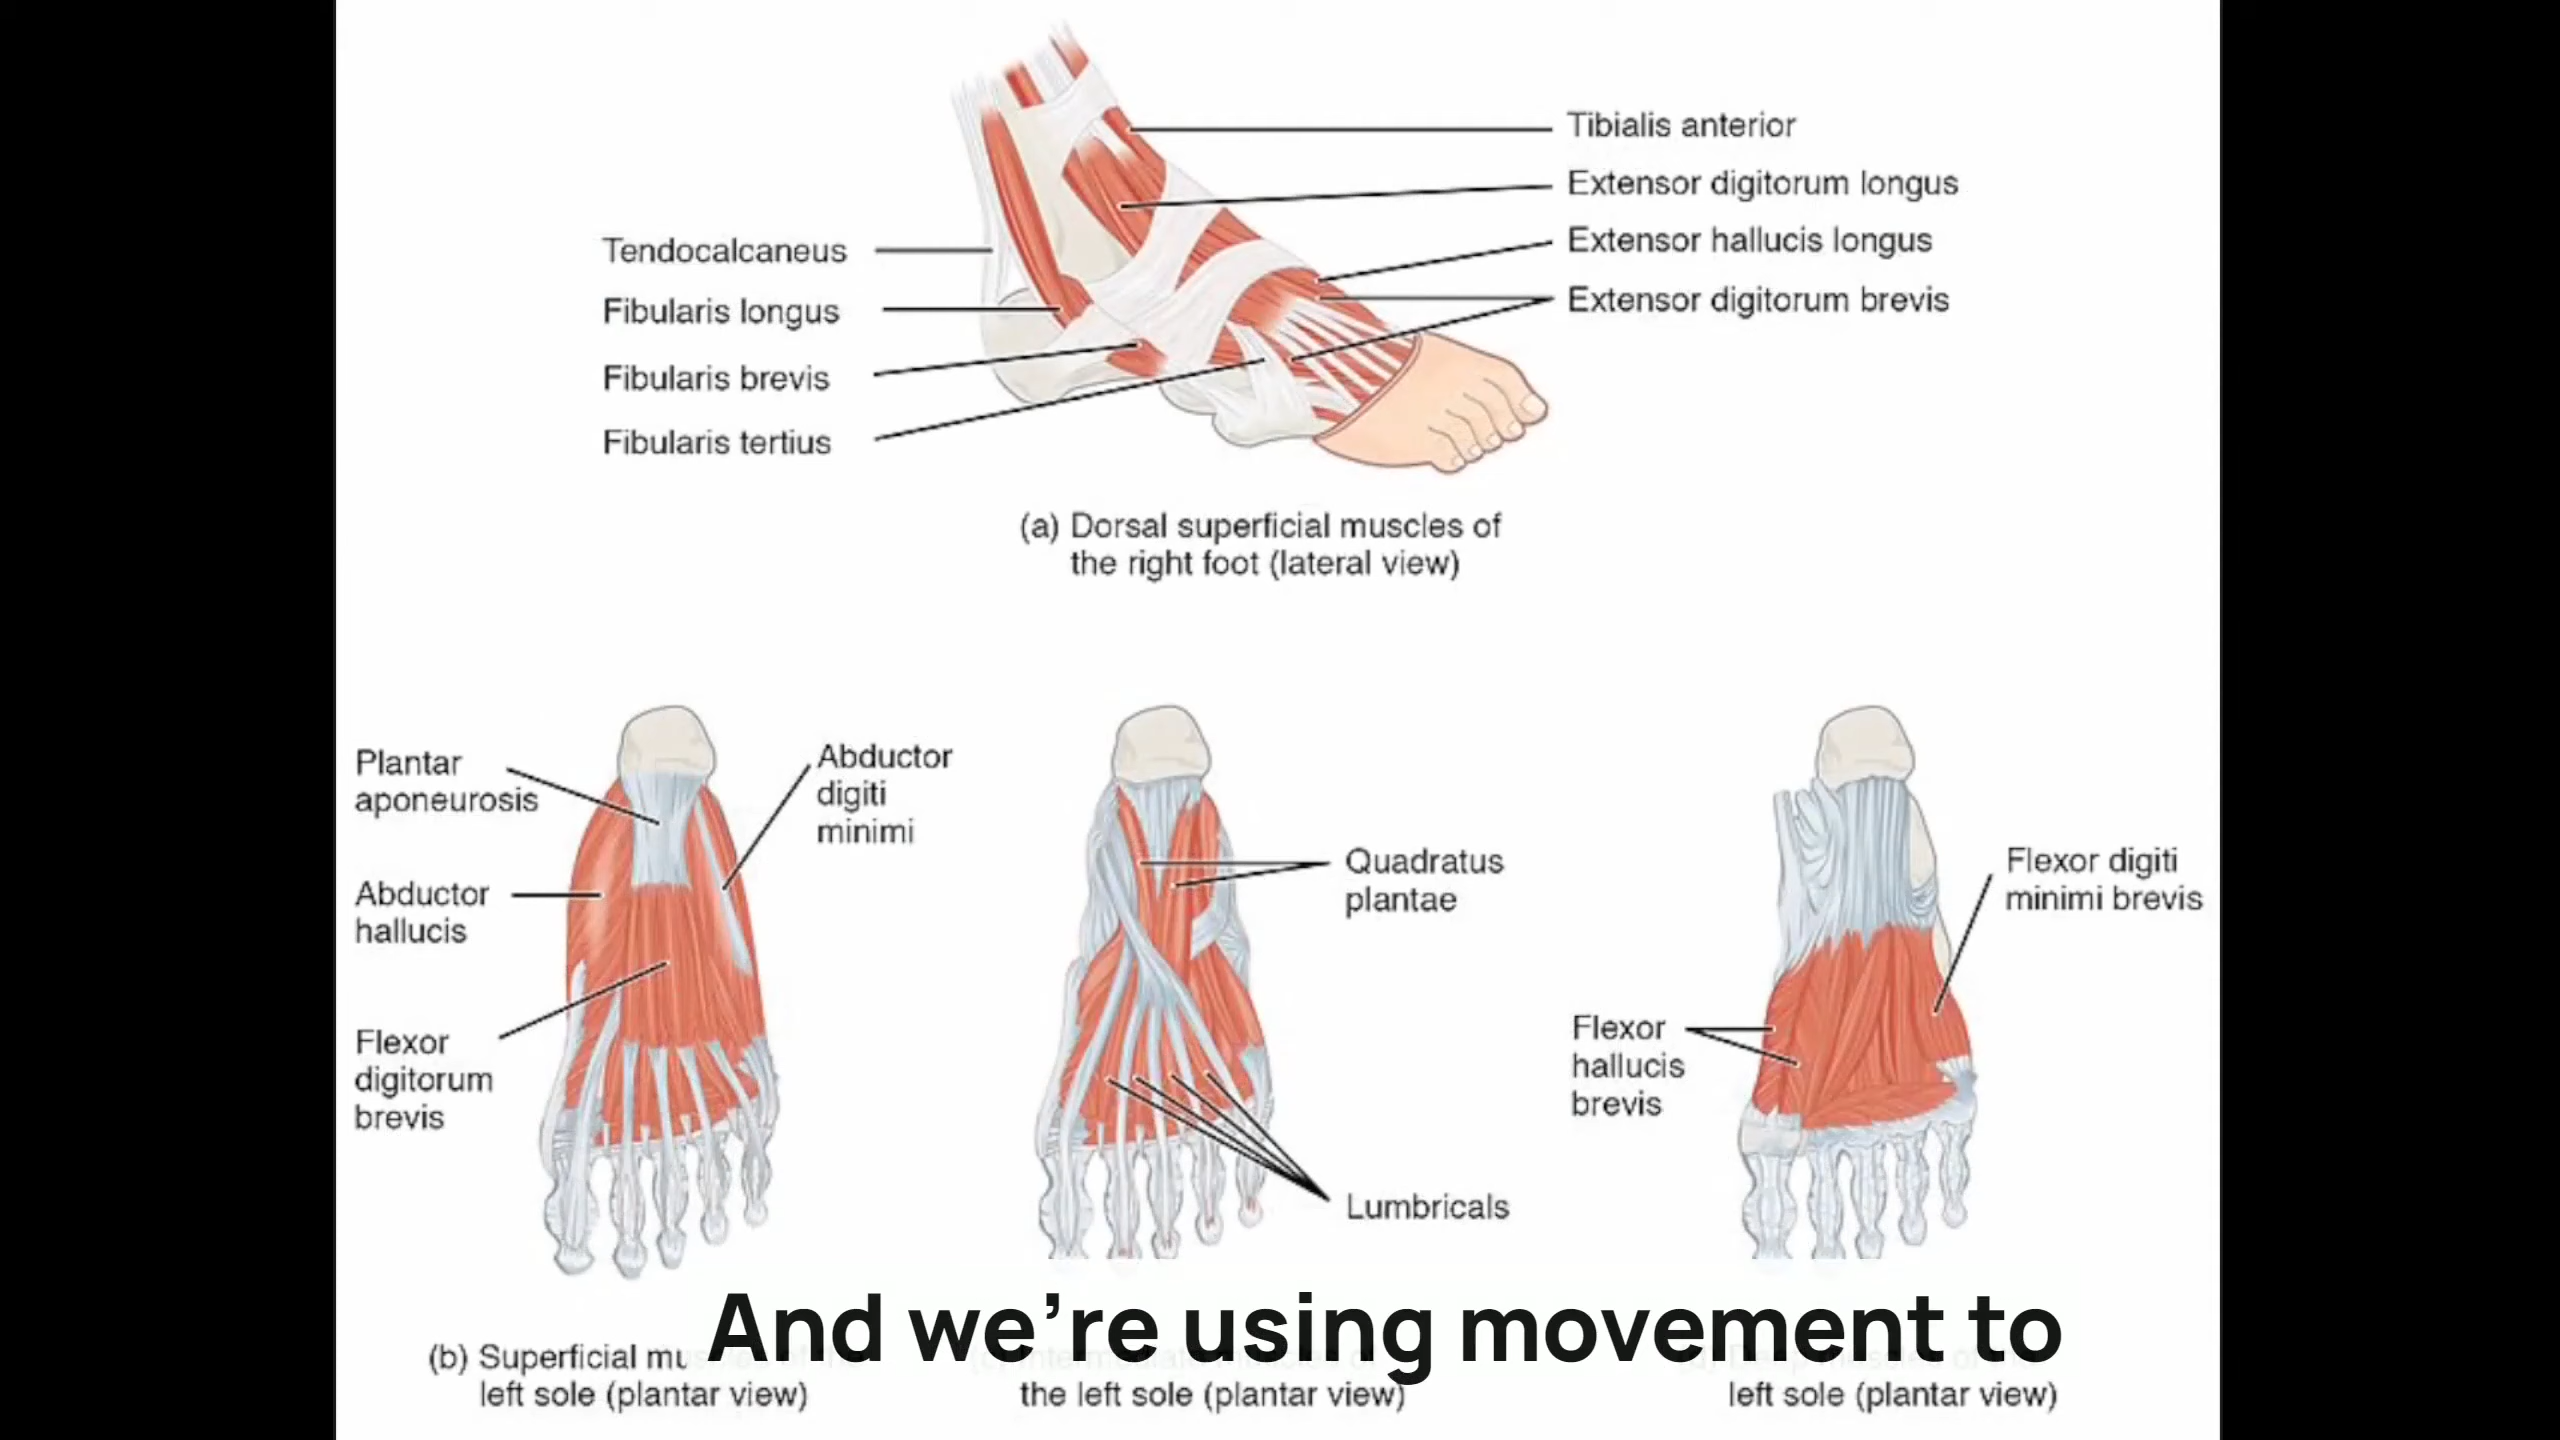 Tibialis anterior
Extensor digitorum longus
Extensor hallucis longus
Extensor digitorum brevis
Tendocalcaneus
Fibularis longus
Fibularis brevis
Fibularis tertius
(a) Dorsal superficial muscles of
the right foot (lateral view)
Plantar
aponeurosis
Abductor
hallucis
Flexor
digitorum
brevis
Abductor
digiti
minimi
Quadratus
plantae
Lumbricals
Flexor digiti
minimi brevis
Flexor
hallucis
brevis
And we're using movement to
(b) Superficial
left sole (plantar view)
the left sole (plantar view)
left sole (plantar view)